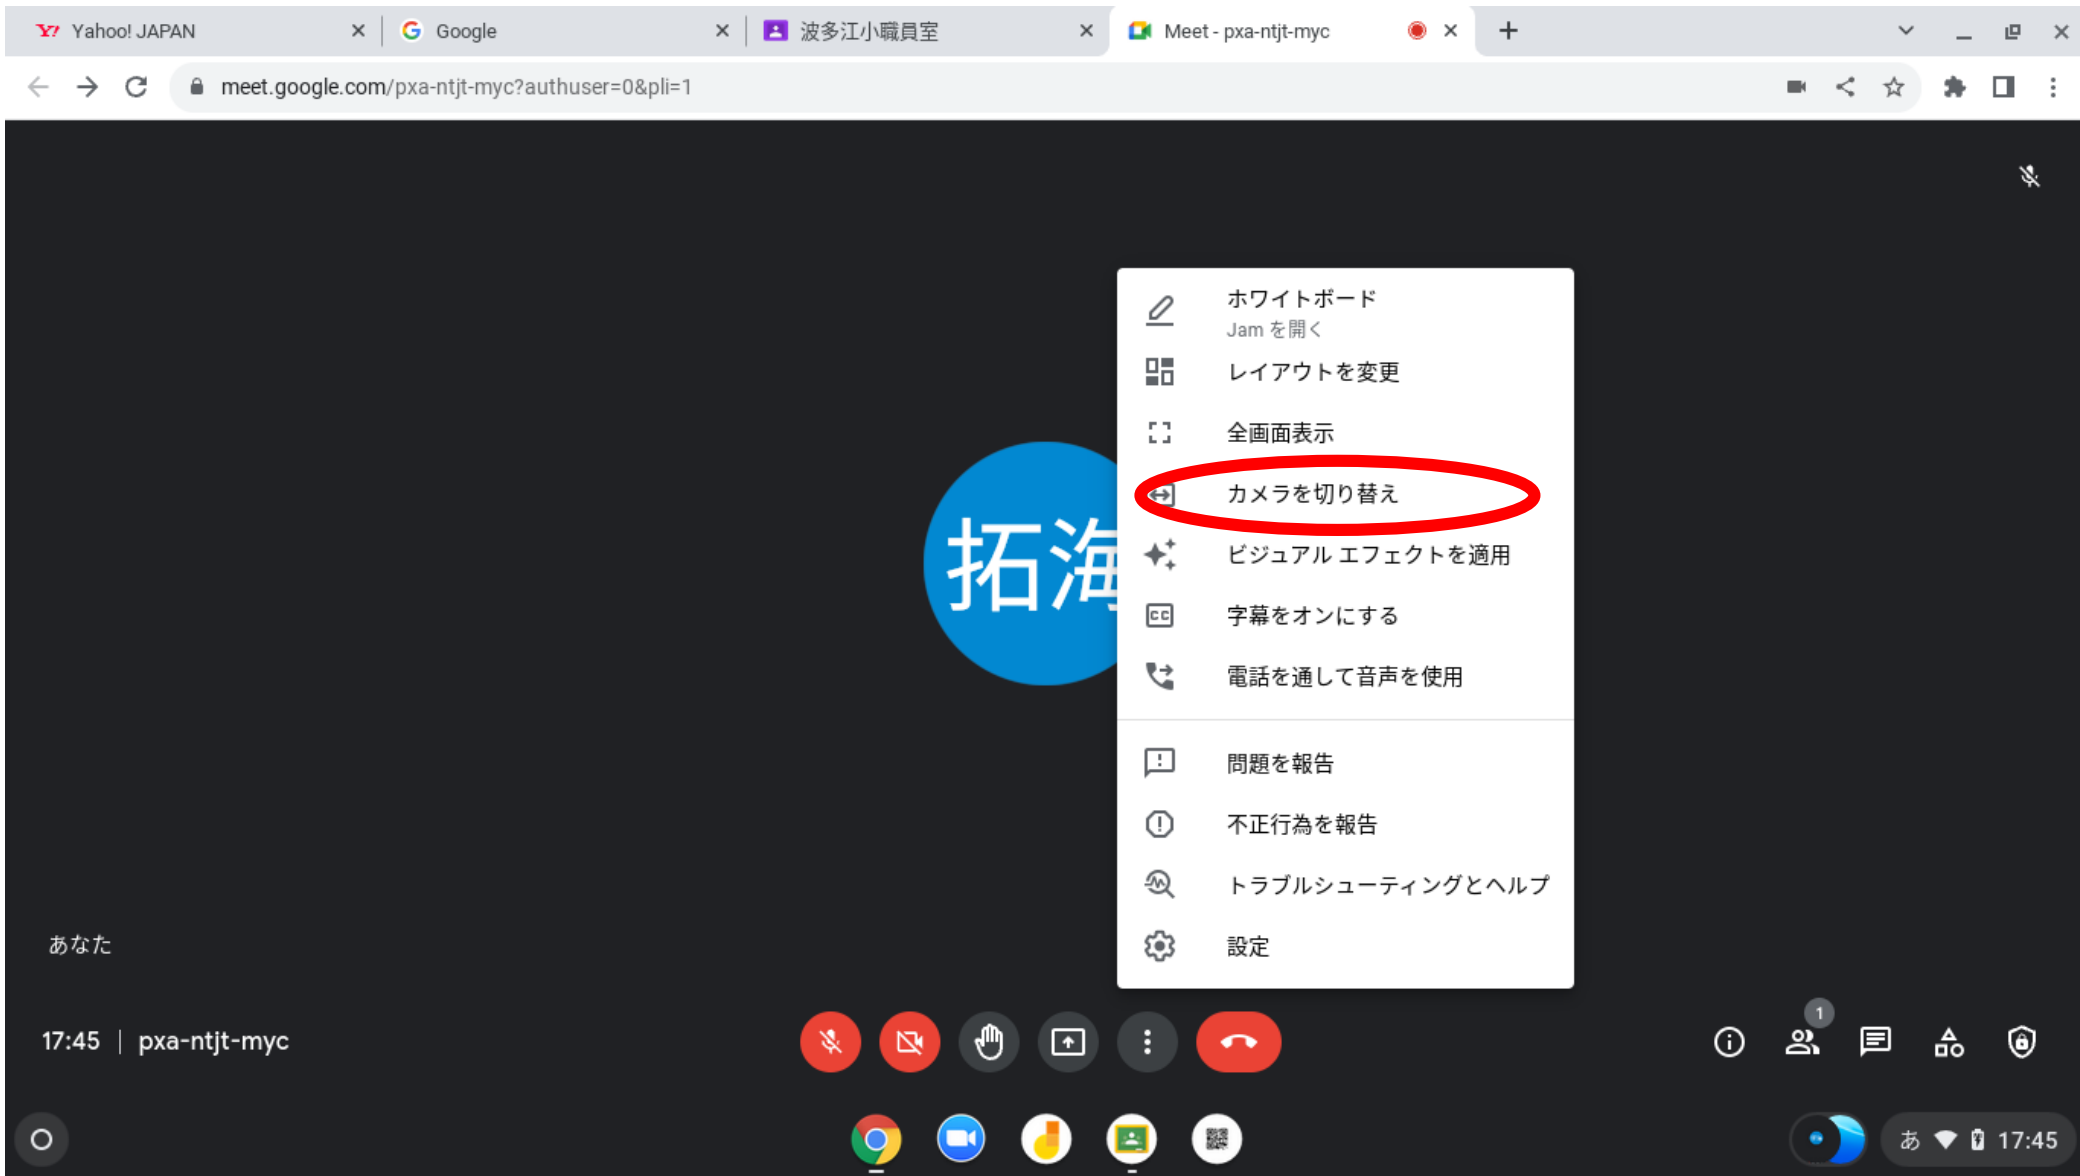 Yahoo! JAPAN
Google
波多江小職員室
Meet - pxa-ntjt-myc
meet.google.com/pxa-ntjt-myc?authuser=0&pli=1
ホワイトボード
Jam を開く
レイアウトを変更
全画面表示
カメラを切り替え
拓海
ビジュアル エフェクトを適用
字幕をオンにする
電話を通して音声を使用
問題を報告
不正行為を報告
トラブルシューティングとヘルプ
設定
あなた
17:45 | pxa-ntjt-myc
1
あ 17:45